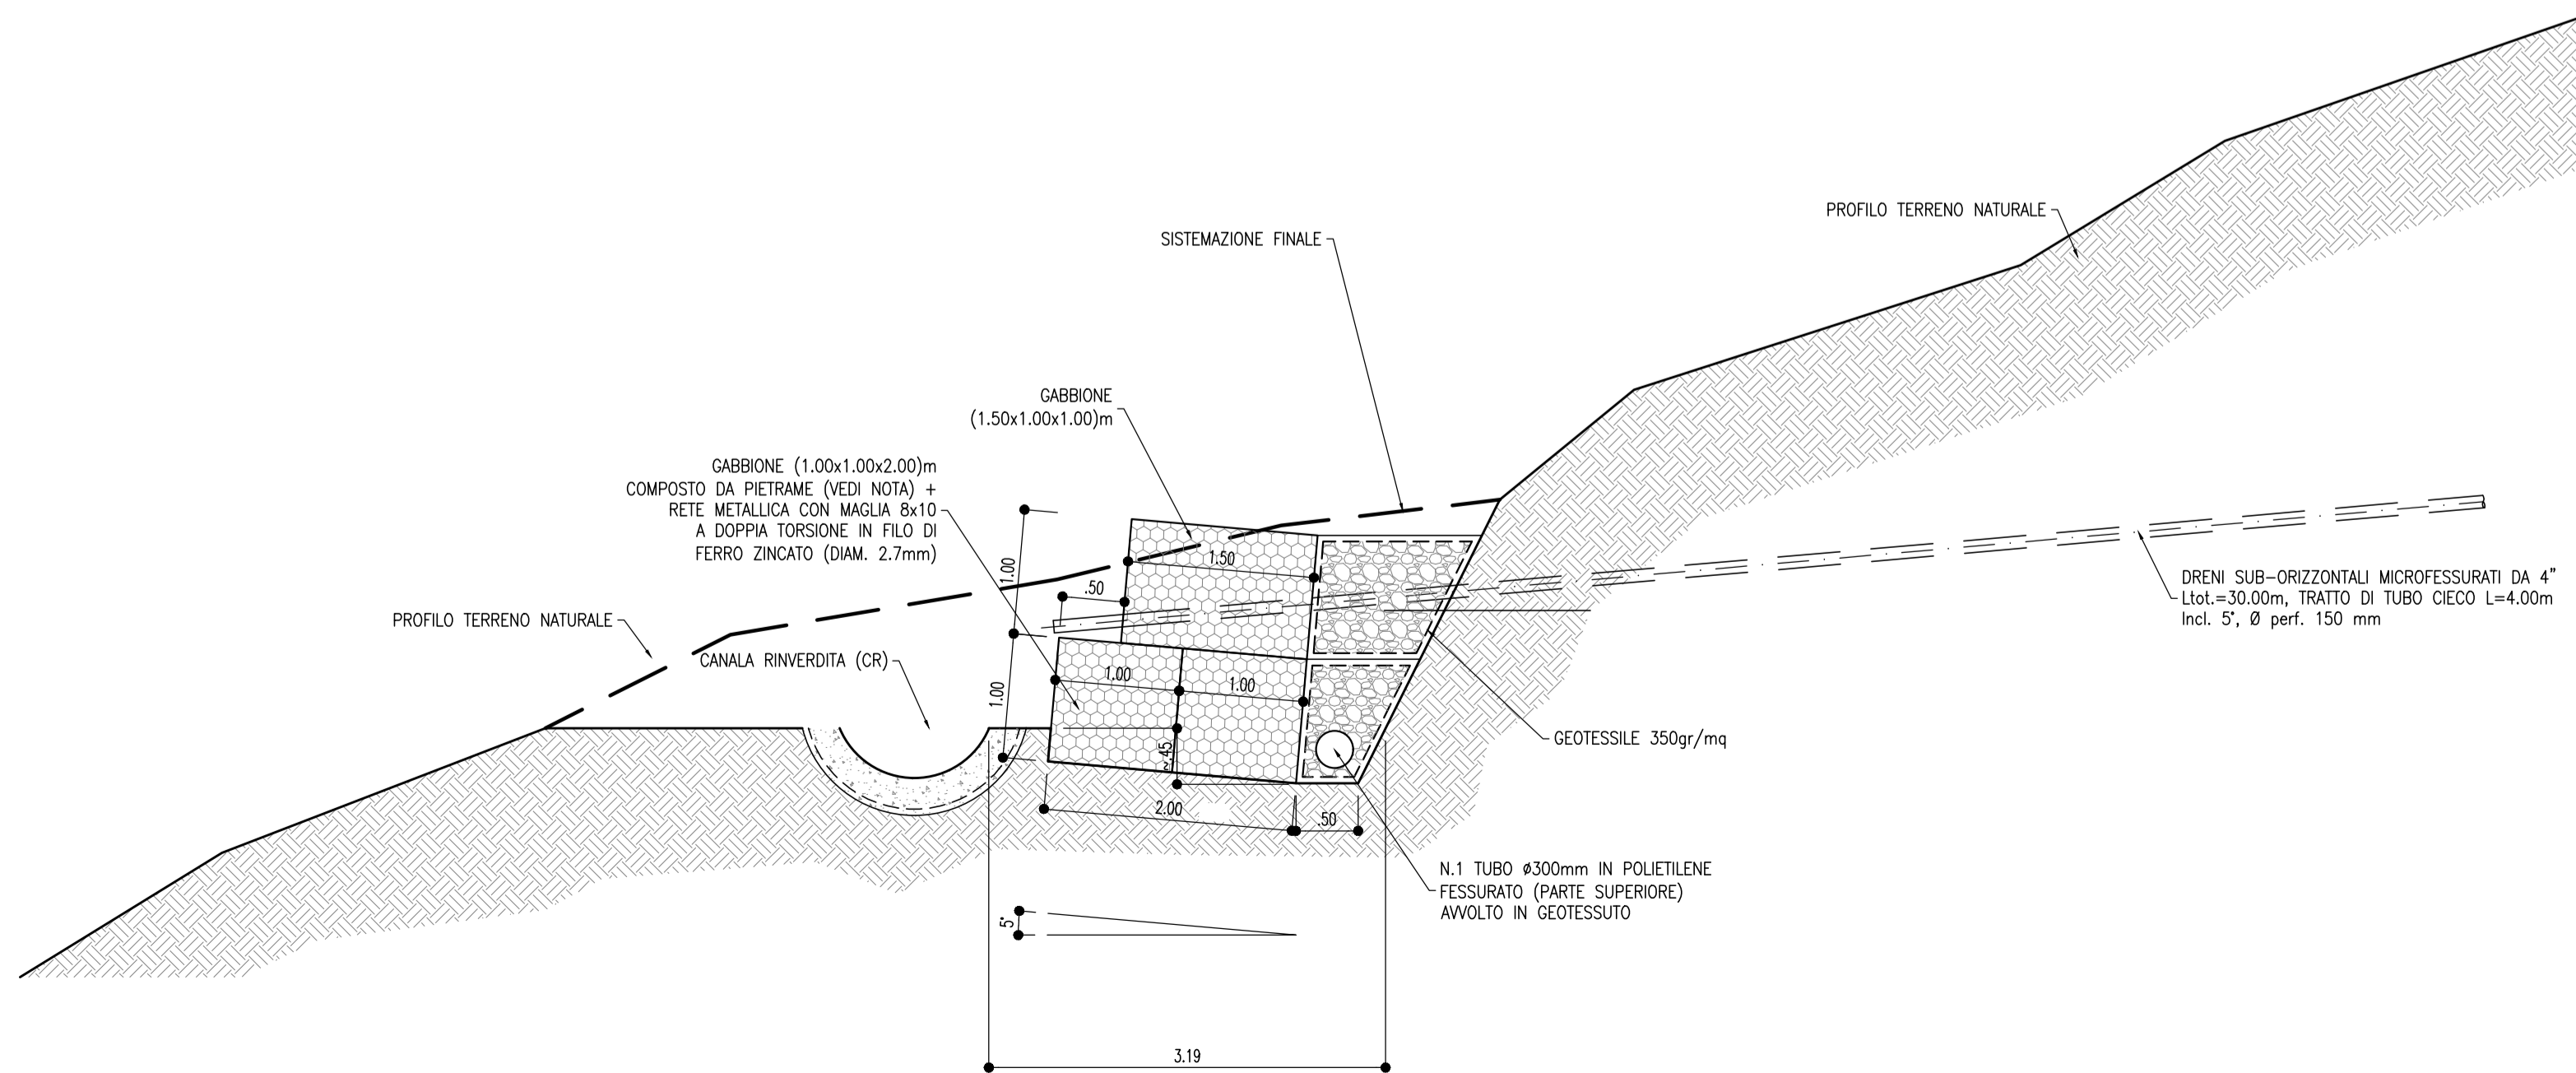 PROFILO TERRENO NATURALE
SISTEMAZIONE FINALE
GABBIONE
(1.50x1.00x1.00)m
GABBIONE (1.00x1.00x2.00)m
COMPOSTO DA PIETRAME (VEDI NOTA) +
RETE METALLICA CON MAGLIA 8x10
A DOPPIA TORSIONE IN FILO DI
FERRO ZINCATO (DIAM. 2.7mm)
PROFILO TERRENO NATURALE
CANALA RINVERDITA (CR)
1.00
.50
1.50
1.00
1.00
1.00
~.45
2.00
.50
DRENI SUB-ORIZZONTALI MICROFESSURATI DA 4"
Ltot.=30.00m, TRATTO DI TUBO CIECO L=4.00m
Incl. 5°, Ø perf. 150 mm
GEOTESSILE 350gr/mq
N.1 TUBO ø300mm IN POLIETILENE
FESSURATO (PARTE SUPERIORE)
AVVOLTO IN GEOTESSUTO
5°
3.19